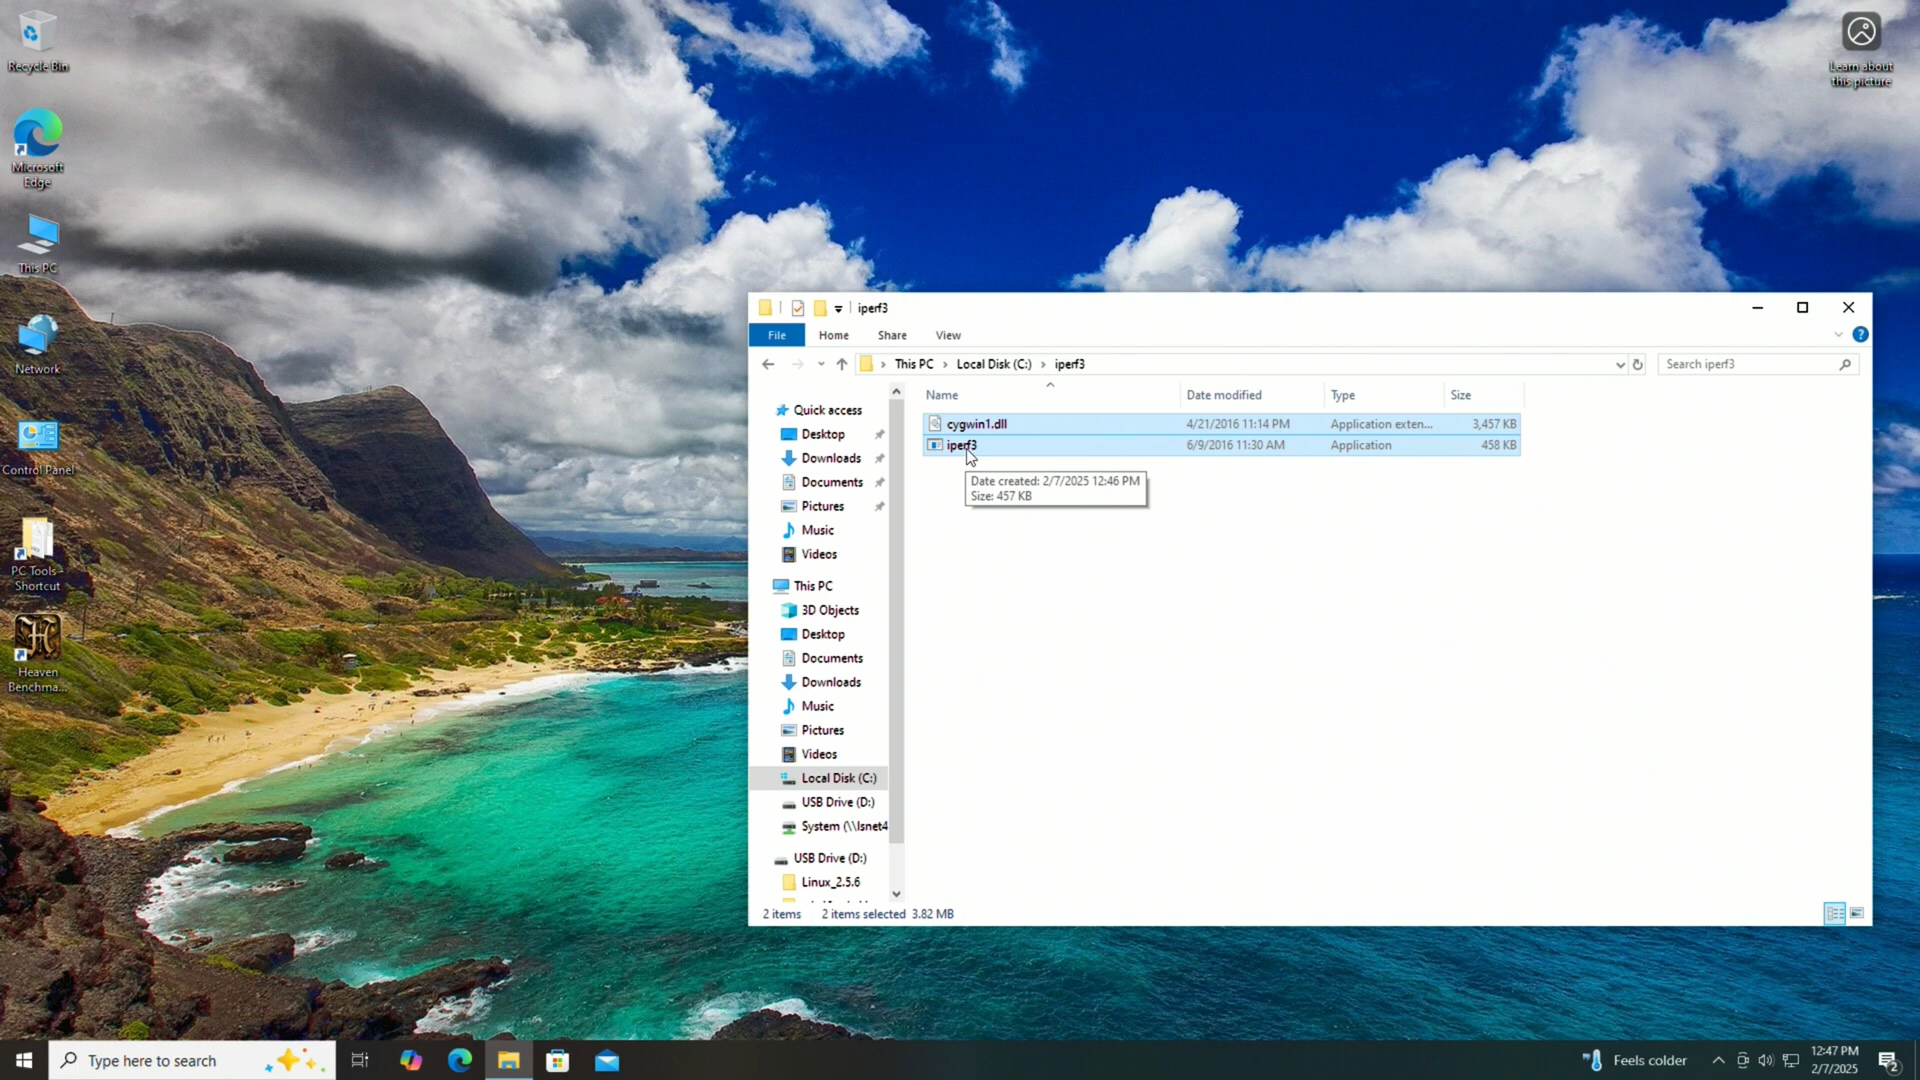 Recycle Bin
Microsoft
Edge
This PC
Network
Control Panel
PC Tools -
Shortcut
Heaven
Benchma...
Learn about
this picture
iperf3
File
Home
Share
View
This PC
Local Disk (C:)
iperf3
Search iperf3
Name
Date modified
Type
Size
cygwin1.dll
4/21/2016 11:14 PM
Application exten...
3,457 KB
iperf3
6/9/2016 11:30 AM
Application
458 KB
Date created: 2/7/2025 12:46 PM
Size: 457 KB
Quick access
Desktop
Downloads
Documents
Pictures
Music
Videos
This PC
3D Objects
Desktop
Documents
Downloads
Music
Pictures
Videos
Local Disk (C:)
USB Drive (D:)
System (\\lsnet4
USB Drive (D:)
Linux_2.5.6
2 items
2 items selected 3.82 MB
Type here to search
Feels colder
12:47 PM
2/7/2025
2